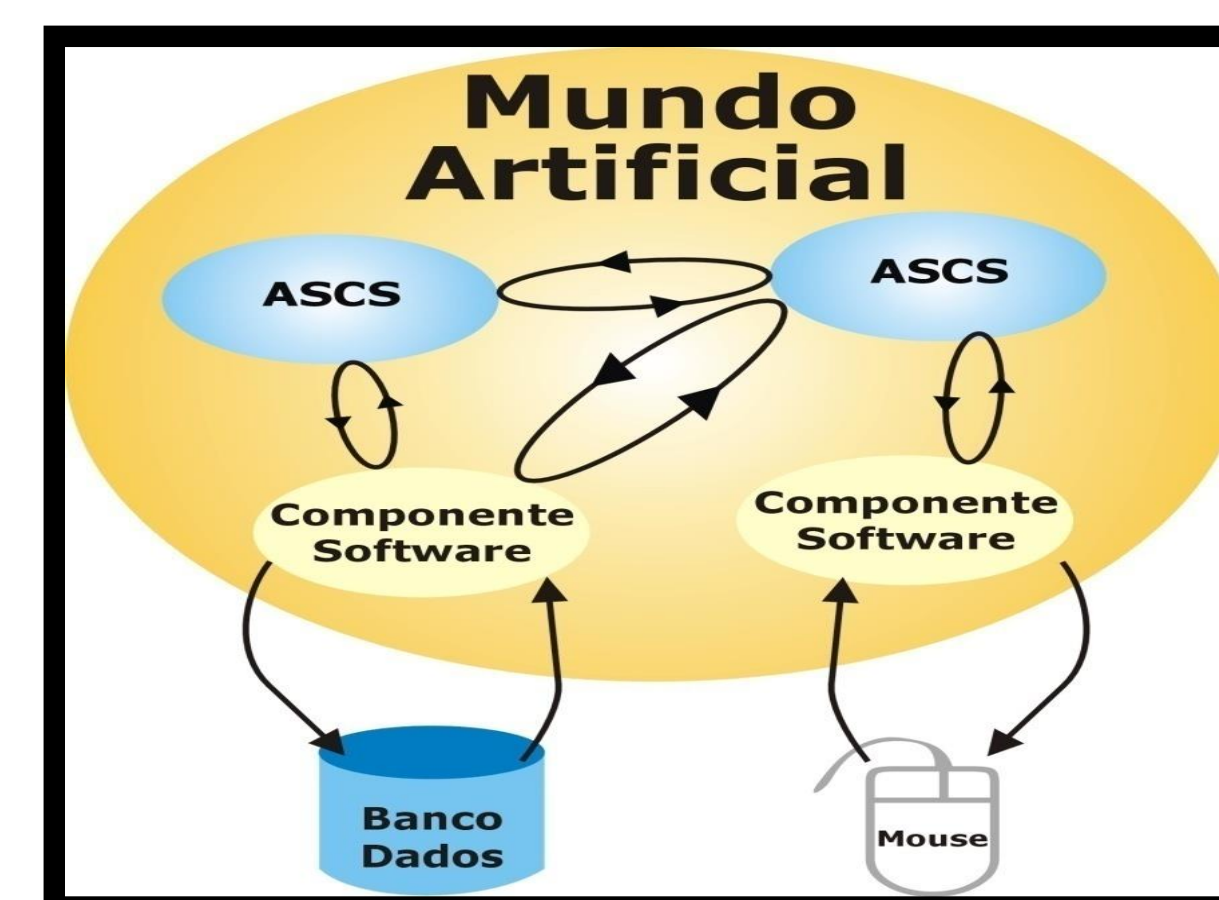 Mundo
Artificial
ASCS
ASCS
Componente
Software
Componente
Software
Banco
Dados
Mouse